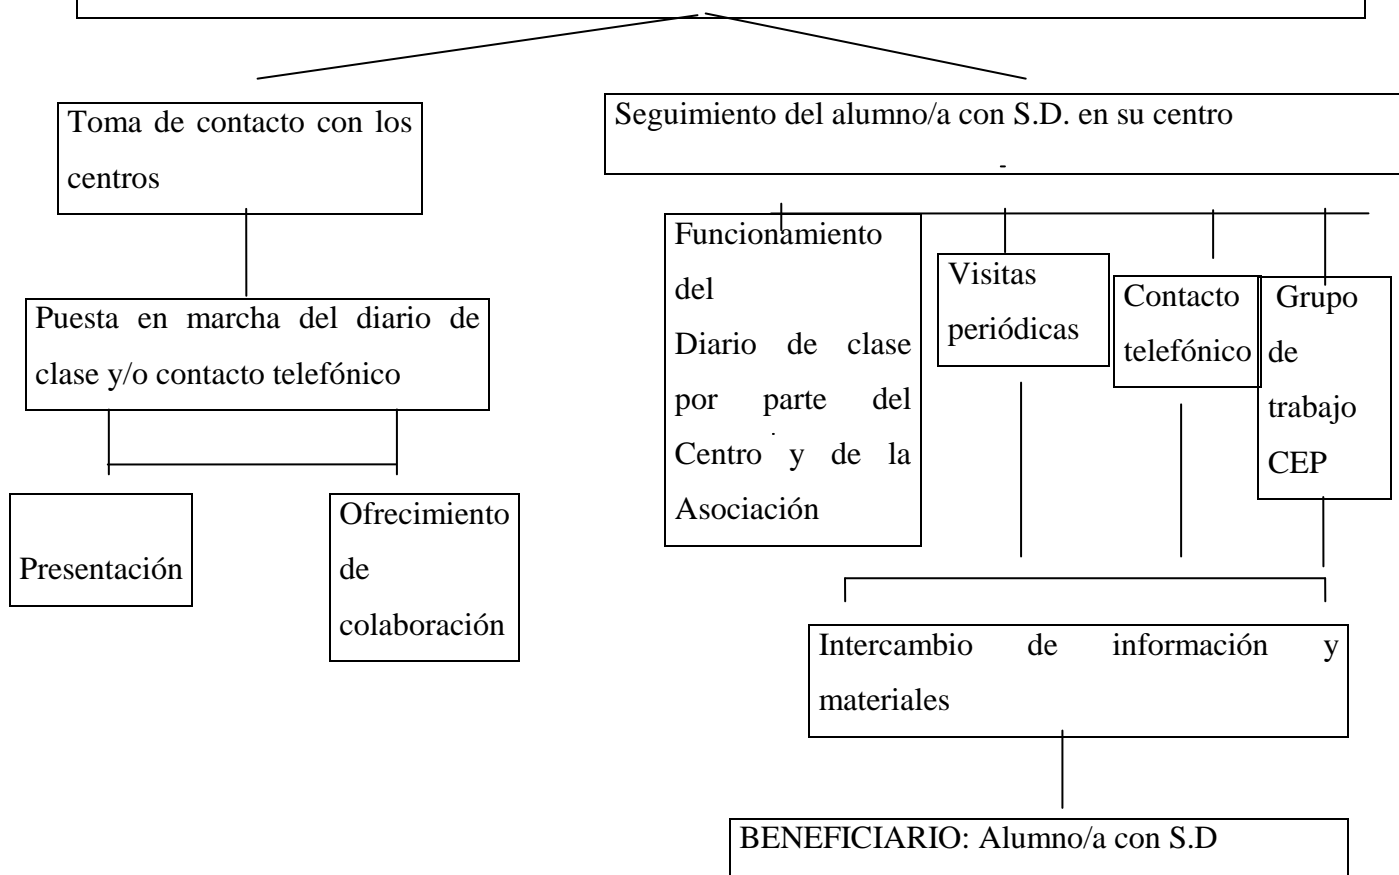 Toma de contacto con los
centros
Seguimiento del alumno/a con S.D. en su centro
Puesta en marcha del diario de
clase y/o contacto telefónico
Presentación
Ofrecimiento
de
colaboración
Funcionamiento
del
Diario de clase
por parte del
Centro y de la
Asociación
Visitas
periódicas
Contacto
telefónico
Grupo
de
trabajo
CEP
Intercambio de información y
materiales
BENEFICIARIO: Alumno/a con S.D